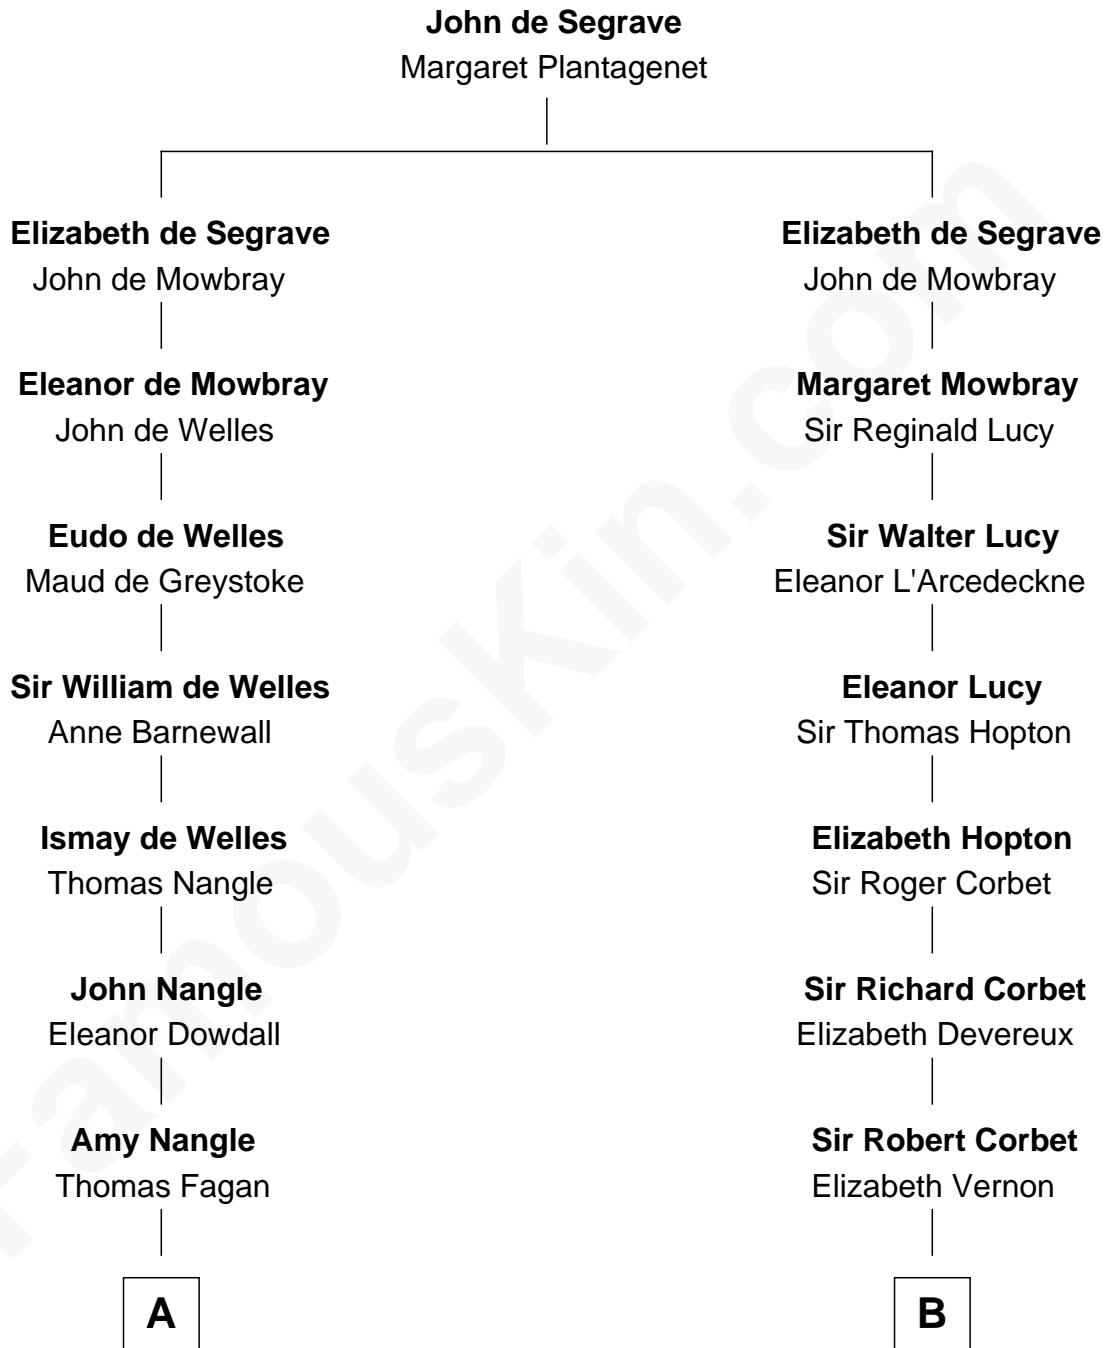 John de Segrave
Margaret Plantagenet
Elizabeth de Segrave
John de Mowbray
Eleanor de Mowbray
John de Welles
Eudo de Welles
Maud de Greystoke
Sir William de Welles
Anne Barnewall
Ismay de Welles
Thomas Nangle
John Nangle
Eleanor Dowdall
Amy Nangle
Thomas Fagan
A
Elizabeth de Segrave
John de Mowbray
Margaret Mowbray
Sir Reginald Lucy
Sir Walter Lucy
Eleanor L'Arcedeckne
Eleanor Lucy
Sir Thomas Hopton
Elizabeth Hopton
Sir Roger Corbet
Sir Richard Corbet
Elizabeth Devereux
Sir Robert Corbet
Elizabeth Vernon
B
FamousKin.com